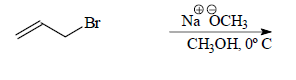 Br
Na⊕ ⊖OCH3
CH3OH, 0° C